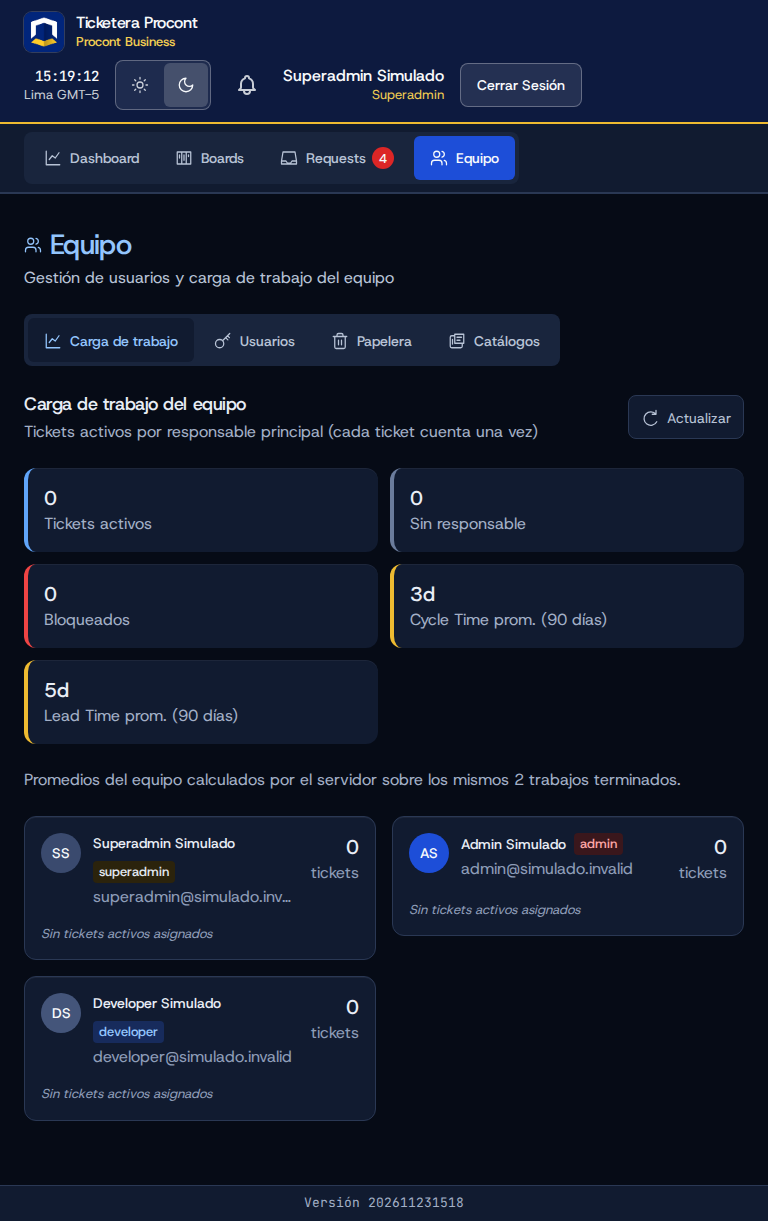 Ticketera Procont
Procont Business
15:19:12
Lima GMT-5
Superadmin Simulado
Superadmin
Cerrar Sesión
Dashboard
Boards
Requests 4
Equipo
Equipo
Gestión de usuarios y carga de trabajo del equipo
Carga de trabajo
Usuarios
Papelera
Catálogos
Carga de trabajo del equipo
Tickets activos por responsable principal (cada ticket cuenta una vez)
Actualizar
0
Tickets activos
0
Sin responsable
0
Bloqueados
3d
Cycle Time prom. (90 días)
5d
Lead Time prom. (90 días)
Promedios del equipo calculados por el servidor sobre los mismos 2 trabajos terminados.
SS
Superadmin Simulado
superadmin
superadmin@simulado.inv…
0
tickets
Sin tickets activos asignados
AS
Admin Simulado admin
admin@simulado.invalid
0
tickets
Sin tickets activos asignados
DS
Developer Simulado
developer
developer@simulado.invalid
0
tickets
Sin tickets activos asignados
Versión 202611231518